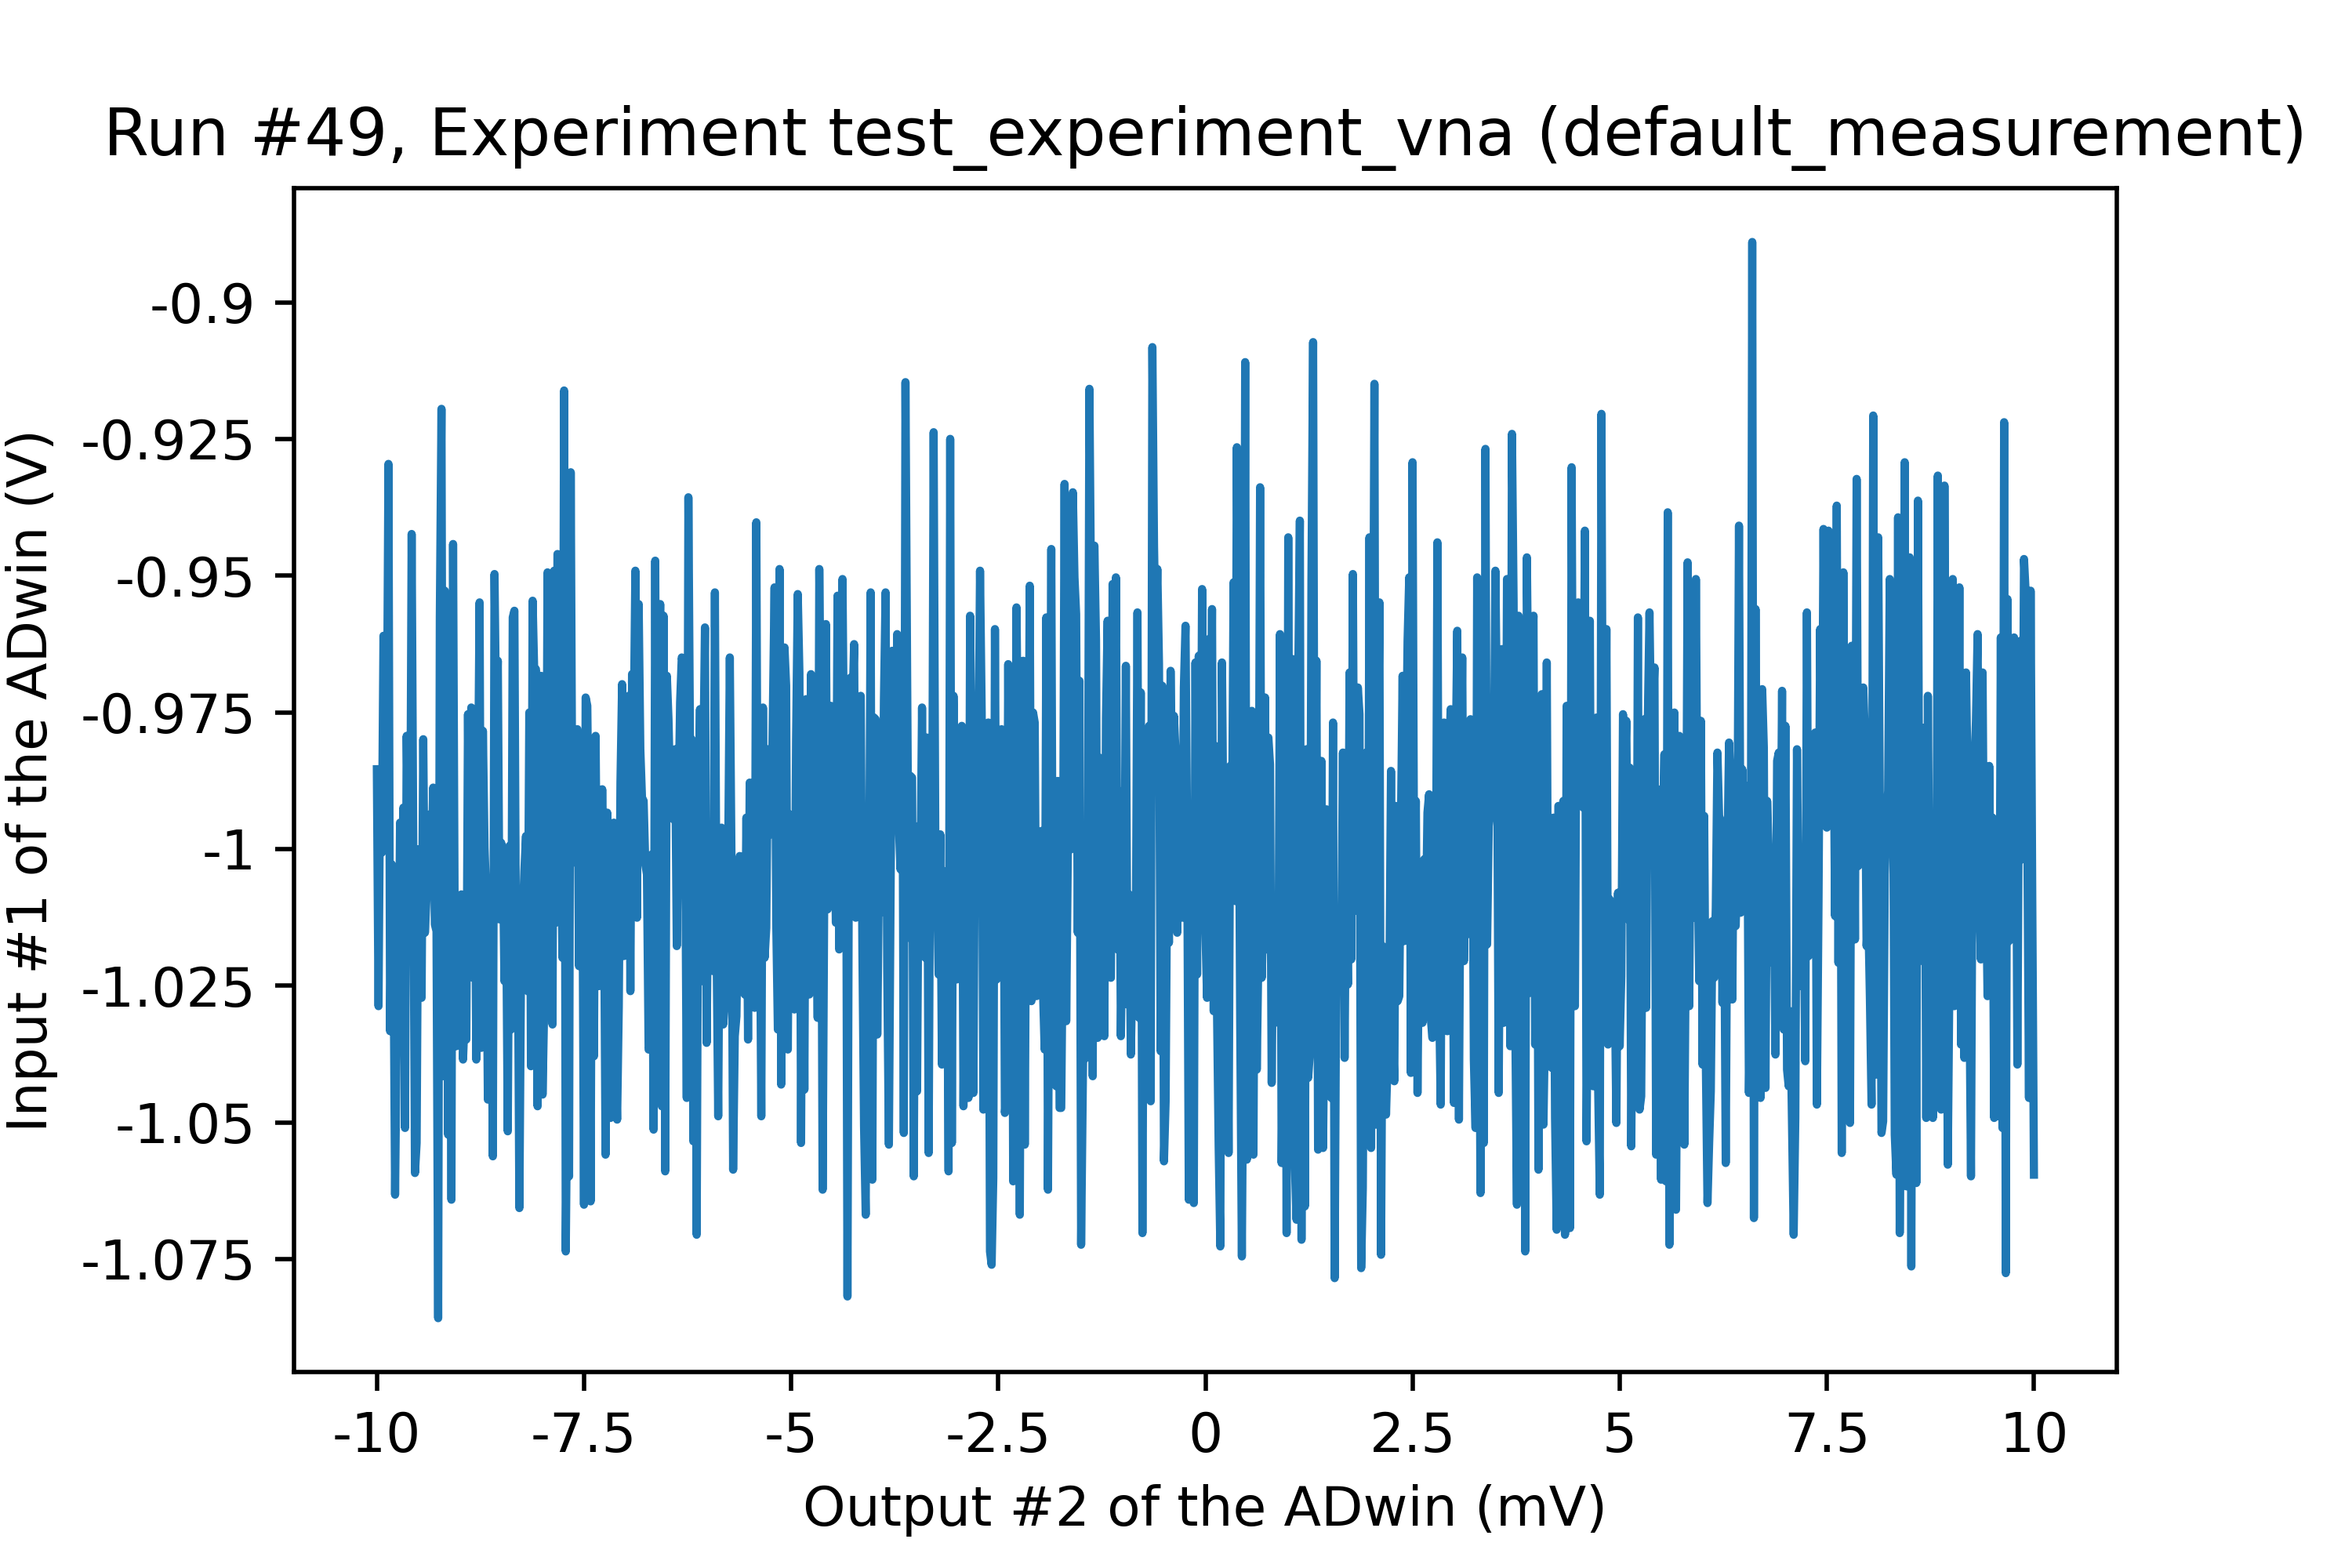 Run #49, Experiment test_experiment_vna (default_measurement)
Input #1 of the ADwin (V)
-0.9
-0.925
-0.95
-0.975
-1
-1.025
-1.05
-1.075
-10 -7.5 -5 -2.5 0 2.5 5 7.5 10
Output #2 of the ADwin (mV)